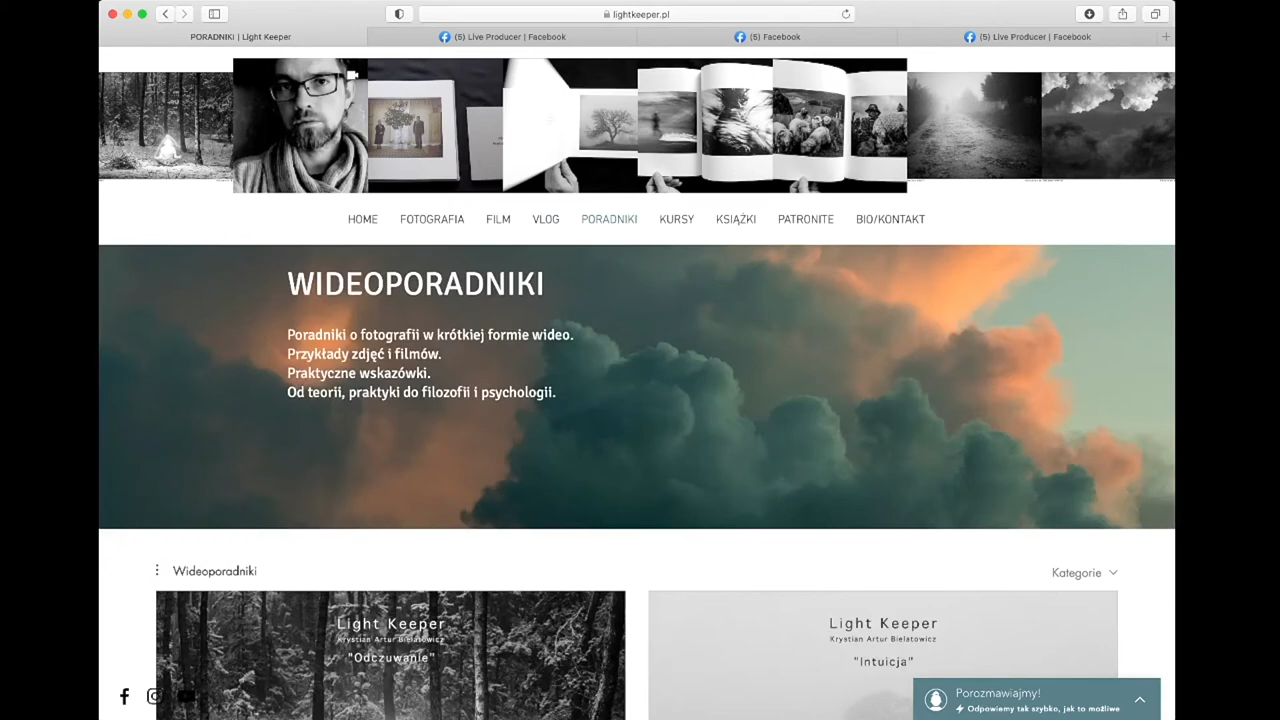 lightkeeper.pl
PORADNIKI | Light Keeper
(5) Live Producer | Facebook
(5) Facebook
(5) Live Producer | Facebook
HOME FOTOGRAFIA FILM VLOG PORADNIKI KURSY KSIĄŻKI PATRONITE BIO/KONTAKT
WIDEOPORADNIKI
Poradniki o fotografii w krótkiej formie wideo.
Przykłady zdjęć i filmów.
Praktyczne wskazówki.
Od teorii, praktyki do filozofii i psychologii.
Wideoporadniki
Kategorie
Light Keeper
Krystian Artur Bielatowicz
"Odczuwanie"
Light Keeper
Krystian Artur Bielatowicz
"Intuicja"
Porozmawiajmy!
Odpowiemy tak szybko, jak to możliwe